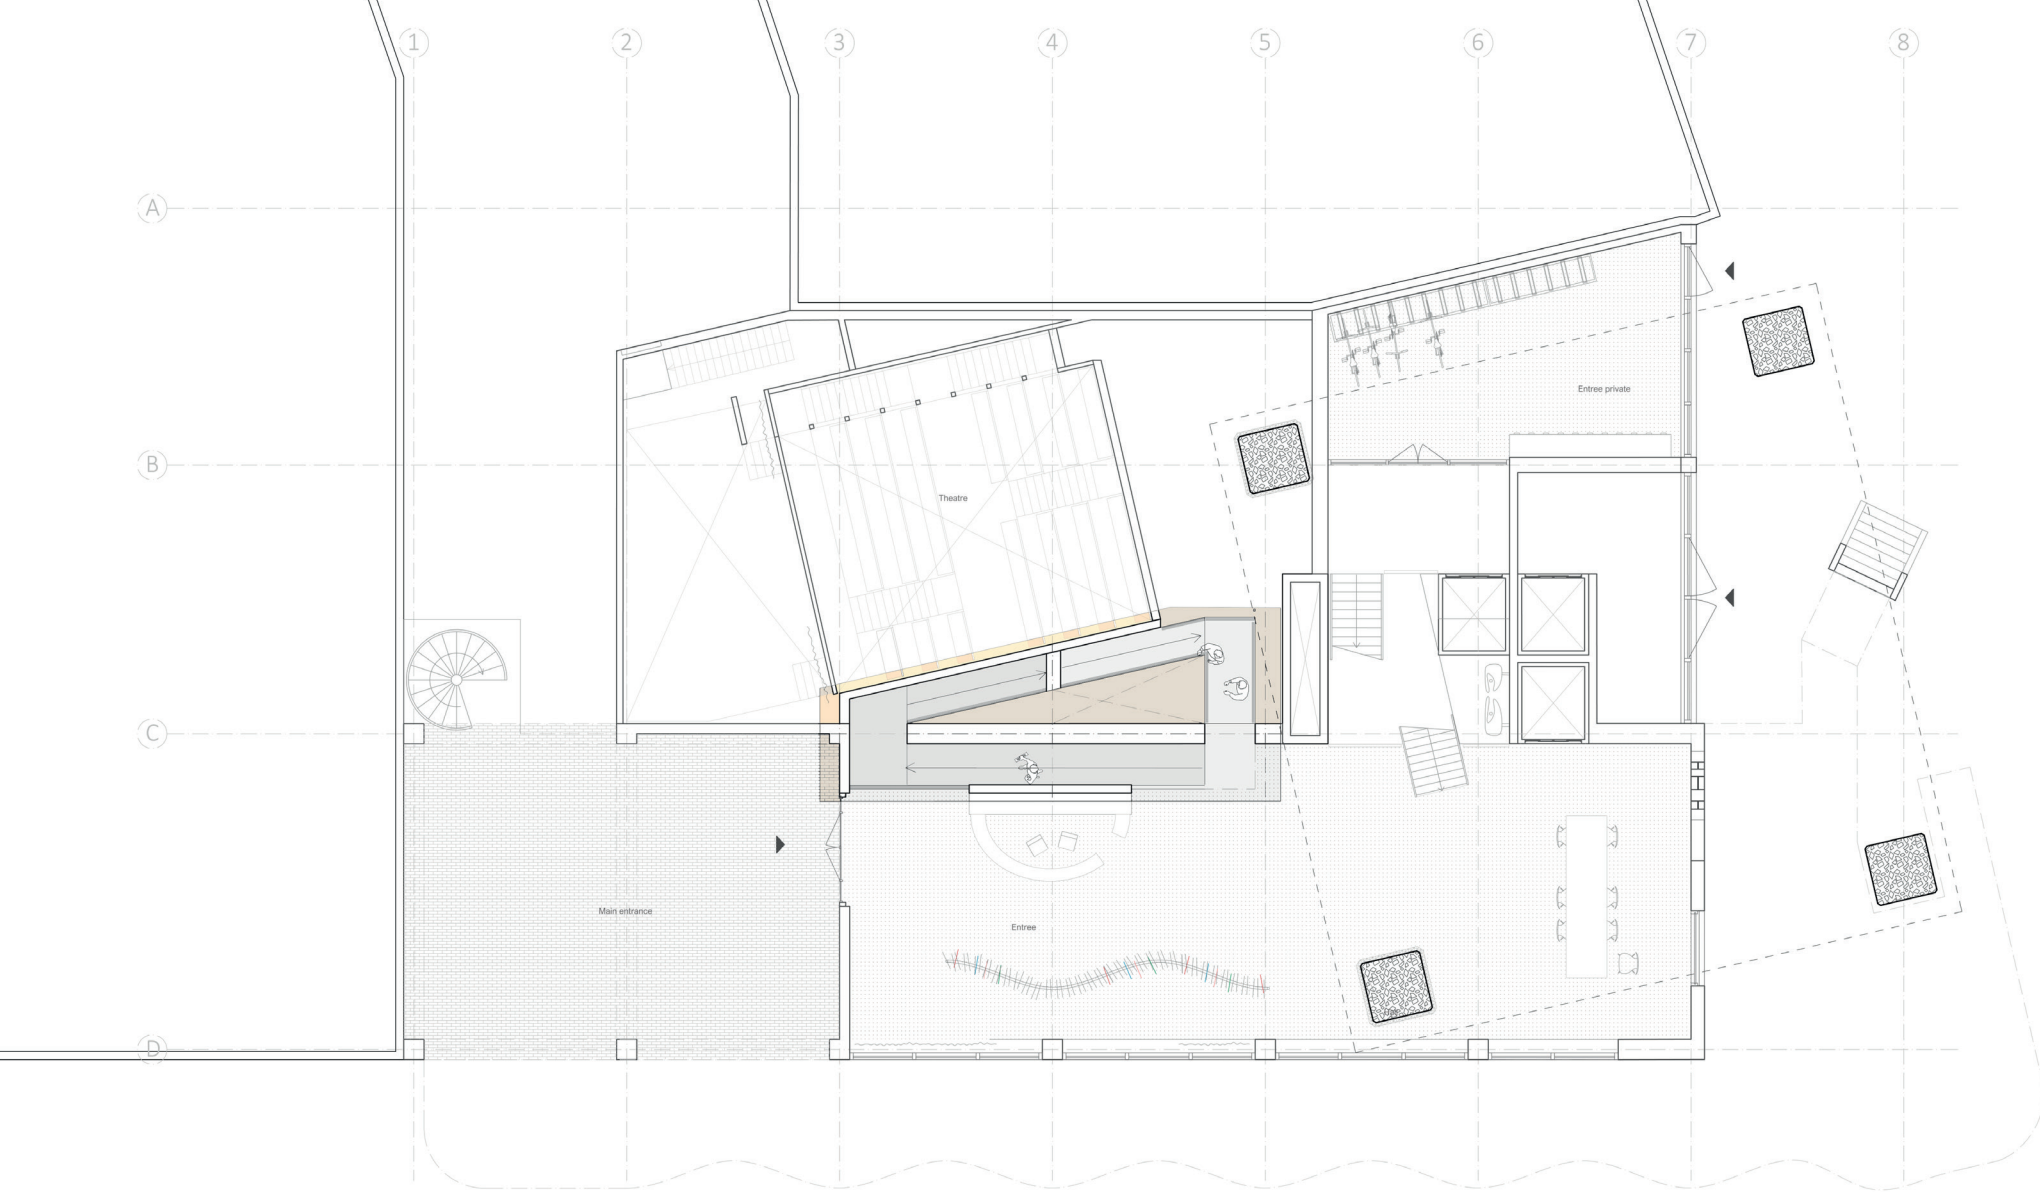 1 2 3 4 5 6 7 8
A
Entree private
B
Theatre
C
Main entrance
Entree
D